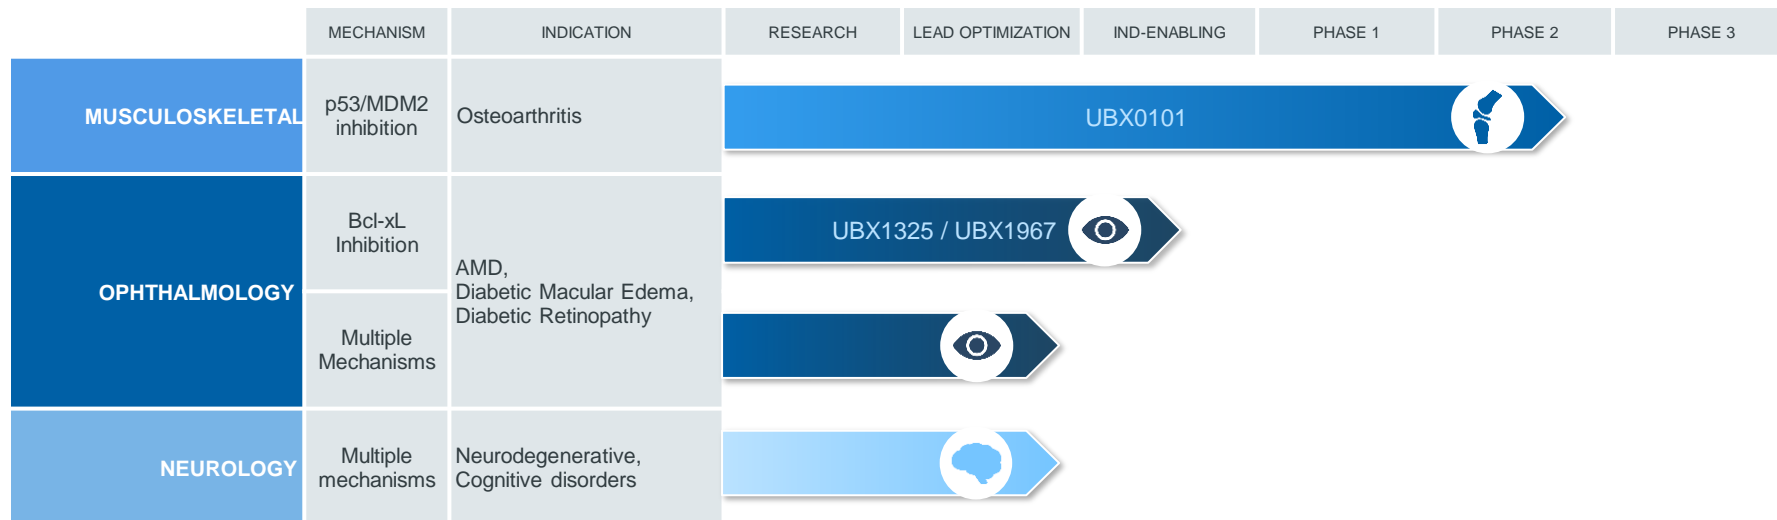 MECHANISM INDICATION RESEARCH LEAD OPTIMIZATION IND-ENABLING PHASE 1 PHASE 2 PHASE 3
MUSCULOSKELETAL
p53/MDM2
inhibition
Osteoarthritis
UBX0101
OPHTHALMOLOGY
Bcl-xL
Inhibition
AMD,
Diabetic Macular Edema,
Diabetic Retinopathy
UBX1325 / UBX1967
Multiple
Mechanisms
NEUROLOGY
Multiple
mechanisms
Neurodegenerative,
Cognitive disorders